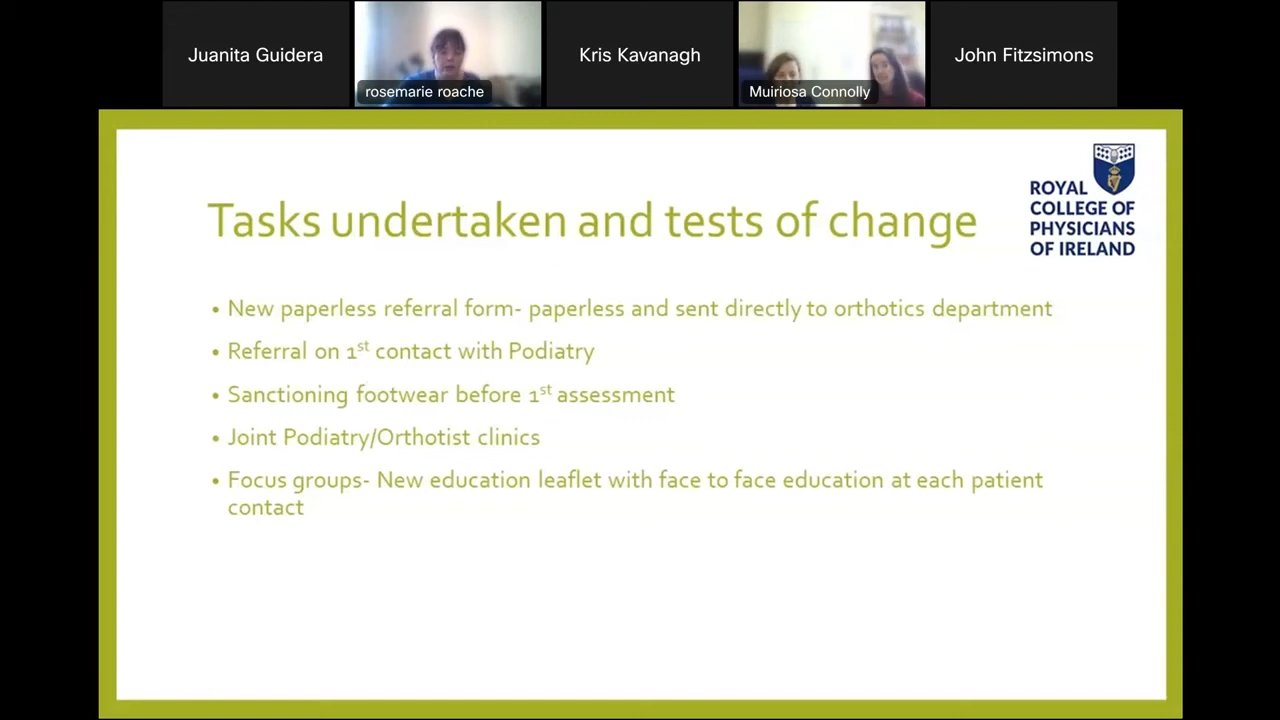 Juanita Guidera
rosemarie roache
Kris Kavanagh
Muiriosa Connolly
John Fitzsimons
ROYAL
COLLEGE OF
PHYSICIANS
OF IRELAND
Tasks undertaken and tests of change
• New paperless referral form- paperless and sent directly to orthotics department
• Referral on 1st contact with Podiatry
• Sanctioning footwear before 1st assessment
• Joint Podiatry/Orthotist clinics
• Focus groups- New education leaflet with face to face education at each patient
contact